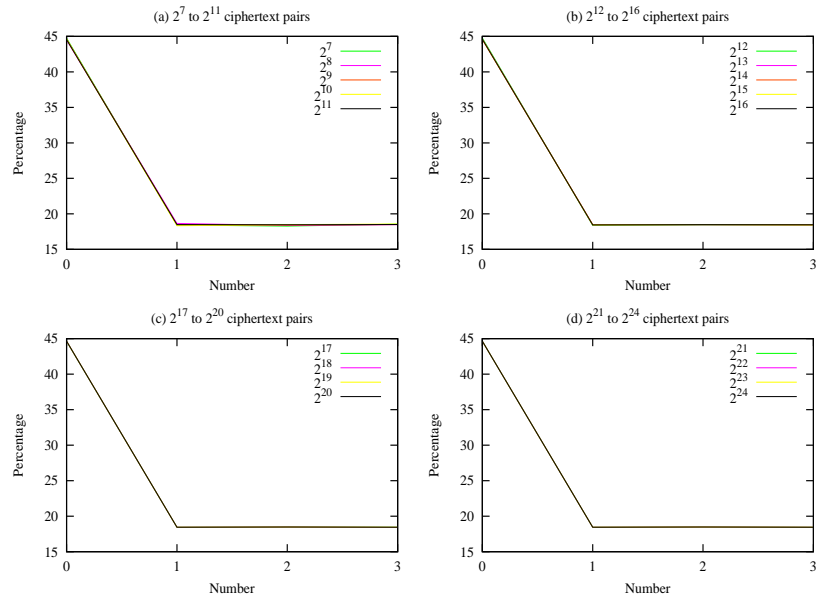 (a) 2^7 to 2^11 ciphertext pairs
45
40
35
30
25
20
15
0 1 2 3
Percentage
Number
2^7
2^8
2^9
2^10
2^11
(b) 2^12 to 2^16 ciphertext pairs
45
40
35
30
25
20
15
0 1 2 3
Percentage
Number
2^12
2^13
2^14
2^15
2^16
(c) 2^17 to 2^20 ciphertext pairs
45
40
35
30
25
20
15
0 1 2 3
Percentage
Number
2^17
2^18
2^19
2^20
(d) 2^21 to 2^24 ciphertext pairs
45
40
35
30
25
20
15
0 1 2 3
Percentage
Number
2^21
2^22
2^23
2^24